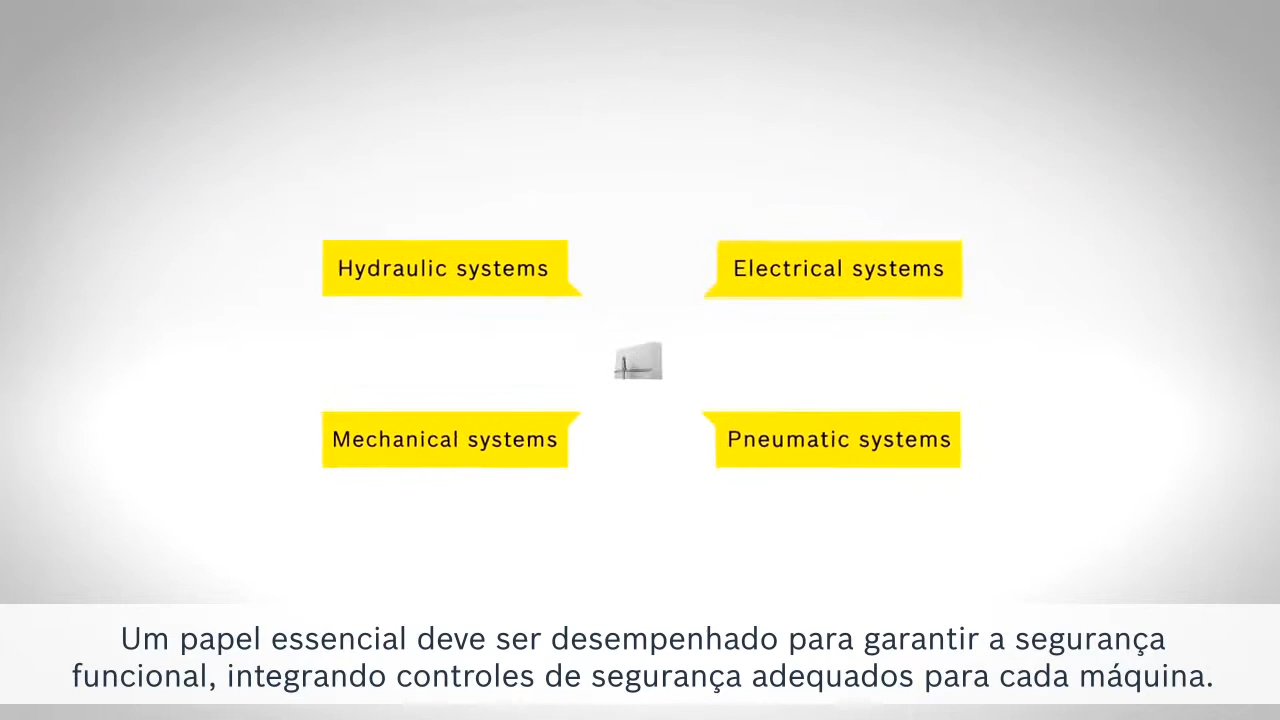 Hydraulic systems
Electrical systems
Mechanical systems
Pneumatic systems
Um papel essencial deve ser desempenhado para garantir a segurança
funcional, integrando controles de segurança adequados para cada máquina.